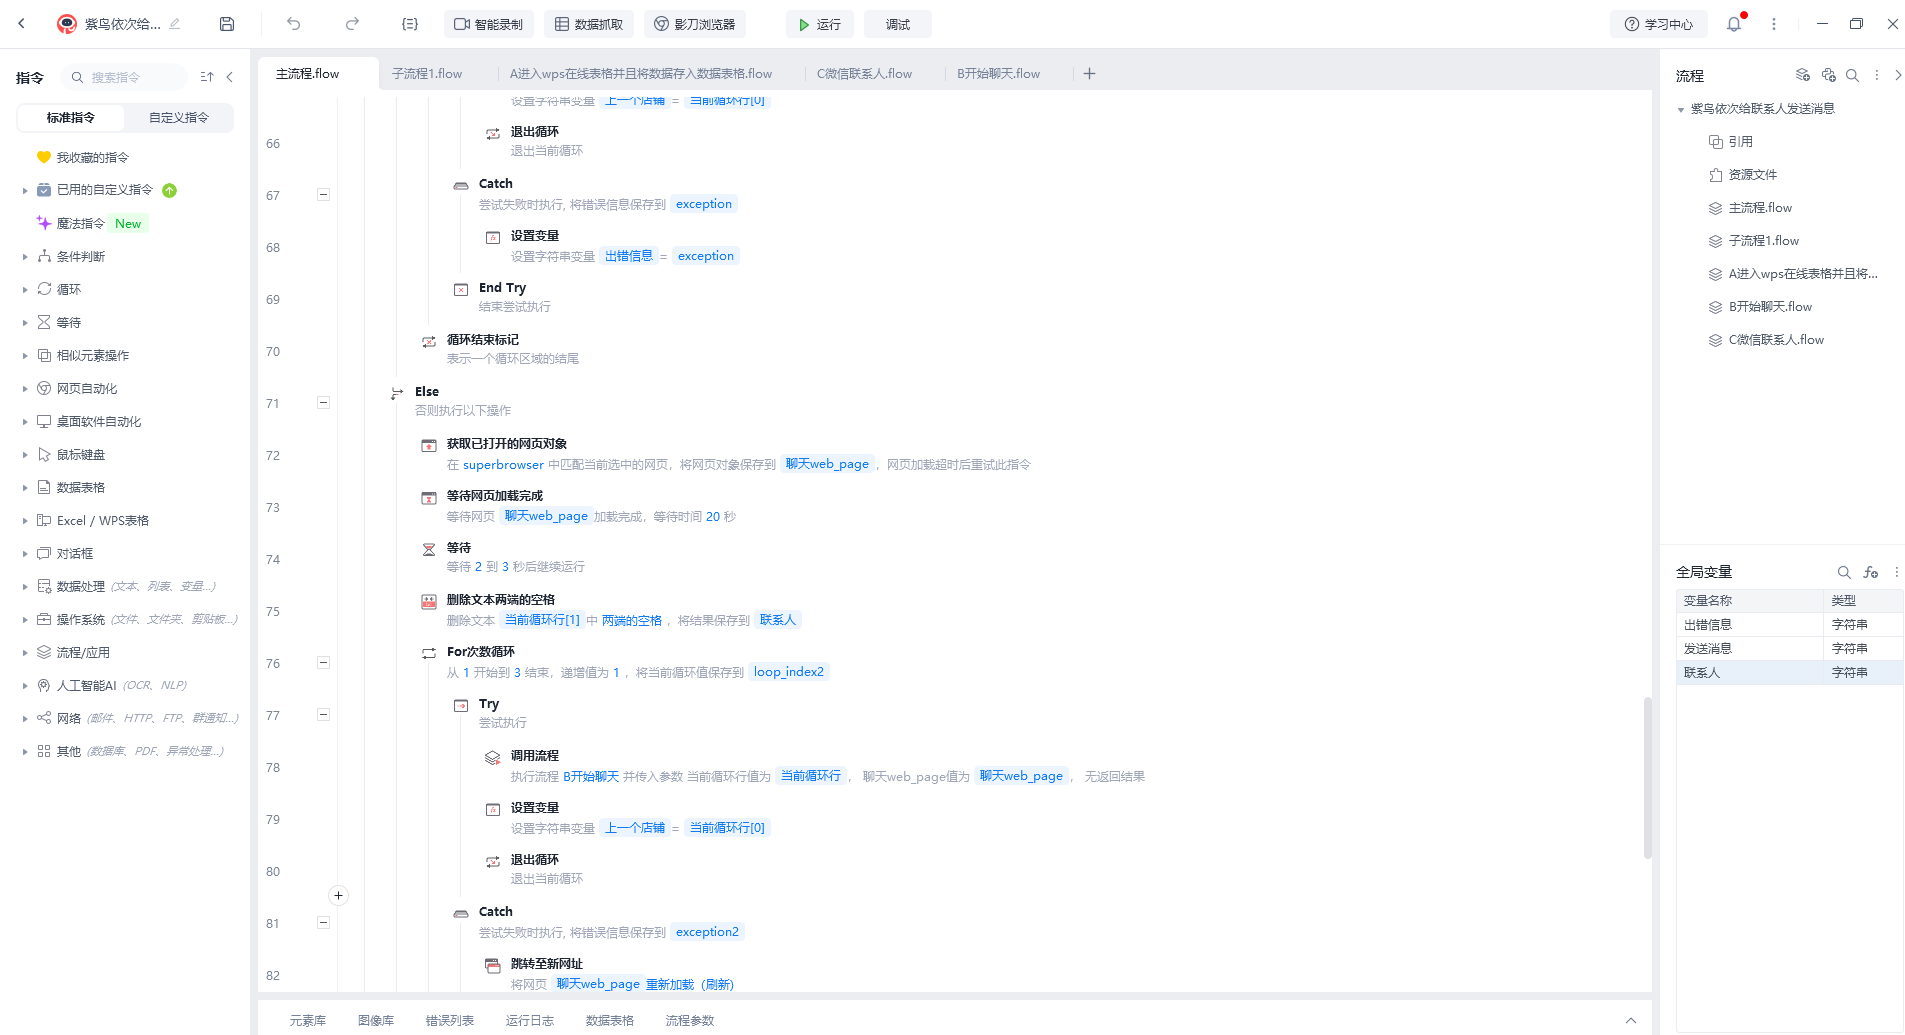 紫鸟依次给...
{=}
智能录制
数据抓取
影刀浏览器
运行
调试
学习中心
指令
搜索指令
标准指令
自定义指令
我收藏的指令
已用的自定义指令
魔法指令 New
条件判断
循环
等待
相似元素操作
网页自动化
桌面软件自动化
鼠标键盘
数据表格
Excel / WPS表格
对话框
数据处理 (文本、列表、变量...)
操作系统 (文件、文件夹、剪贴板...)
流程/应用
人工智能AI (OCR、NLP)
网络 (邮件、HTTP、FTP、群通知...)
其他 (数据库、PDF、异常处理...)
主流程.flow
子流程1.flow
A进入wps在线表格并且将数据存入数据表格.flow
C微信联系人.flow
B开始聊天.flow
设置字符串变量 上一个店铺 = 当前循环行[0]
66 退出循环
退出当前循环
67 Catch
尝试失败时执行, 将错误信息保存到 exception
68 设置变量
设置字符串变量 出错信息 = exception
69 End Try
结束尝试执行
70 循环结束标记
表示一个循环区域的结尾
71 Else
否则执行以下操作
72 获取已打开的网页对象
在 superbrowser 中匹配当前选中的网页，将网页对象保存到 聊天web_page ，网页加载超时后重试此指令
73 等待网页加载完成
等待网页 聊天web_page 加载完成，等待时间 20 秒
74 等待
等待 2 到 3 秒后继续运行
75 删除文本两端的空格
删除文本 当前循环行[1] 中 两端的空格 ，将结果保存到 联系人
76 For次数循环
从 1 开始到 3 结束，递增值为 1 ，将当前循环值保存到 loop_index2
77 Try
尝试执行
78 调用流程
执行流程 B开始聊天 并传入参数 当前循环行值为 当前循环行 ， 聊天web_page值为 聊天web_page ， 无返回结果
79 设置变量
设置字符串变量 上一个店铺 = 当前循环行[0]
80 退出循环
退出当前循环
81 Catch
尝试失败时执行, 将错误信息保存到 exception2
82 跳转至新网址
将网页 聊天web_page 重新加载 (刷新)
元素库
图像库
错误列表
运行日志
数据表格
流程参数
流程
紫鸟依次给联系人发送消息
引用
资源文件
主流程.flow
子流程1.flow
A进入wps在线表格并且将...
B开始聊天.flow
C微信联系人.flow
全局变量
变量名称 类型
出错信息 字符串
发送消息 字符串
联系人 字符串